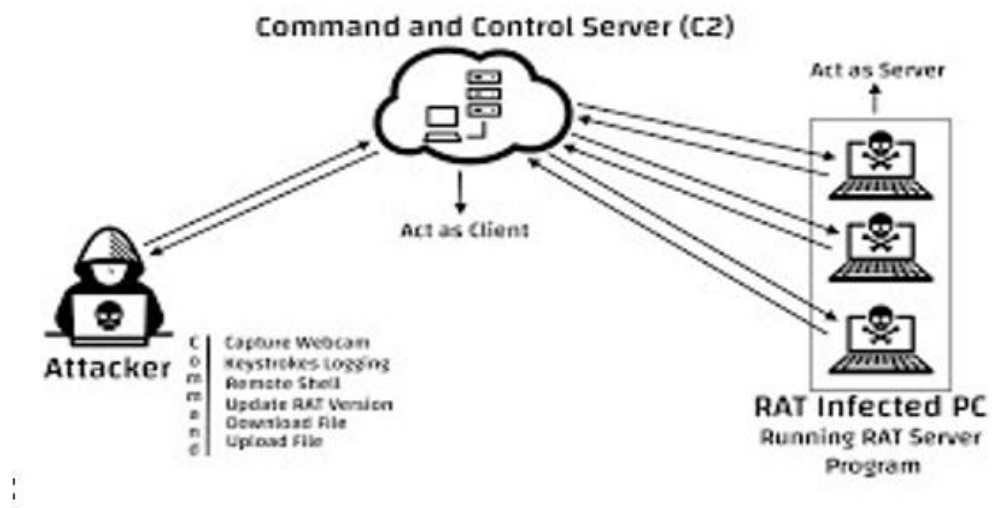 Command and Control Server (C2)
Act as Server
Act as Client
Attacker
Command
Capture Webcam
Keystrokes Logging
Remote Shell
Update RAT Version
Download File
Upload File
RAT Infected PC
Running RAT Server
Program